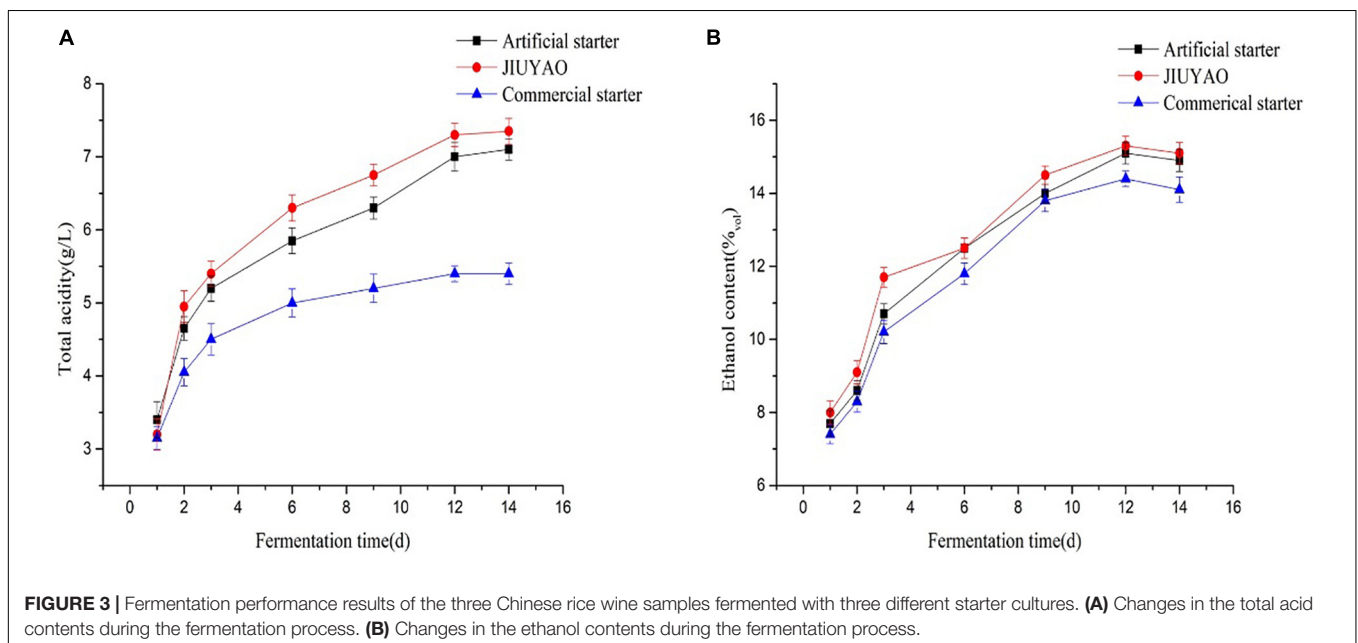 A
Artificial starter
JIUYAO
Commercial starter
8
7
6
5
4
3
Total acidity(g/L)
0 2 4 6 8 10 12 14 16
Fermentation time(d)
B
Artificial starter
JIUYAO
Commerical starter
16
14
12
10
8
6
Ethanol content(%vol)
0 2 4 6 8 10 12 14 16
Fermentation time(d)
FIGURE 3 | Fermentation performance results of the three Chinese rice wine samples fermented with three different starter cultures. (A) Changes in the total acid
contents during the fermentation process. (B) Changes in the ethanol contents during the fermentation process.